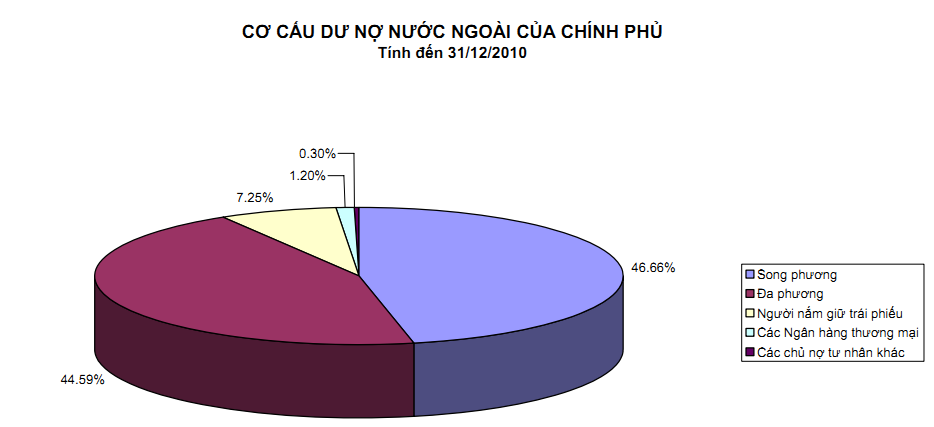 CƠ CẤU DƯ NỢ NƯỚC NGOÀI CỦA CHÍNH PHỦ
Tính đến 31/12/2010
0.30%
1.20%
7.25%
46.66%
44.59%
Song phương
Đa phương
Người nắm giữ trái phiếu
Các Ngân hàng thương mại
Các chủ nợ tư nhân khác